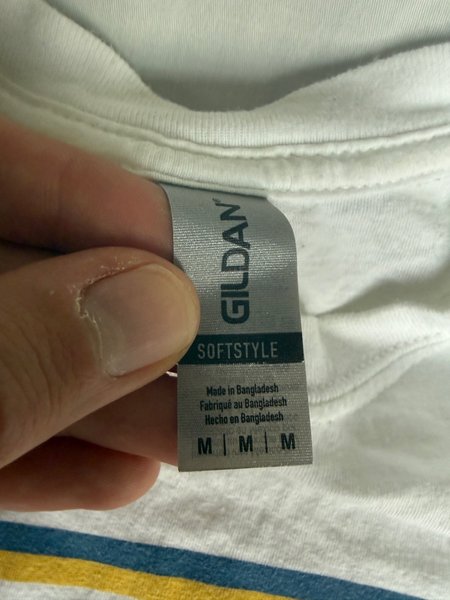 GILDAN
SOFTSTYLE
Made in Bangladesh
Fabriqué au Bangladesh
Hecho en Bangladesh
M | M | M